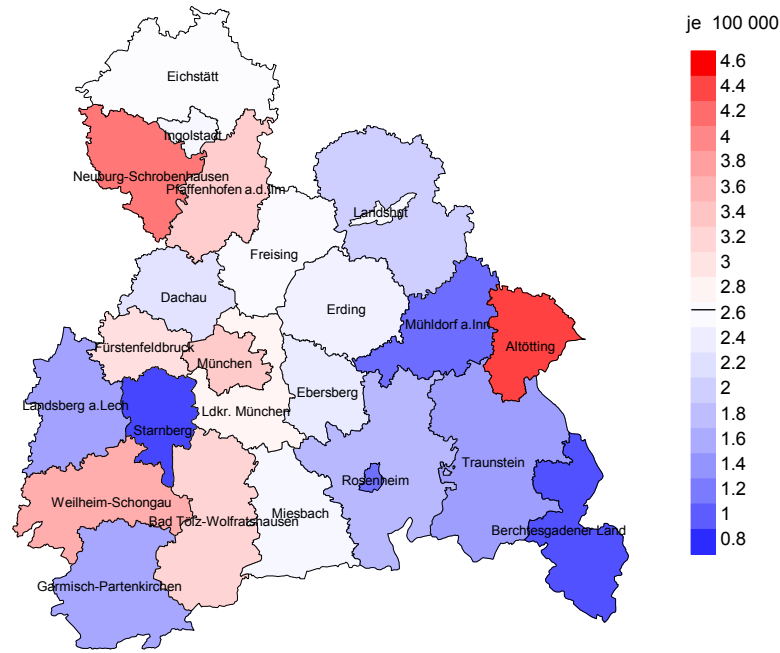 je 100 000
4.6
4.4
4.2
4
3.8
3.6
3.4
3.2
3
2.8
2.6
2.4
2.2
2
1.8
1.6
1.4
1.2
1
0.8
Eichstätt
Ingolstadt
Neuburg-Schrobenhausen
Pfaffenhofen a.d.Ilm
Landshut
Freising
Dachau
Erding
Mühldorf a.Inn
Altötting
Fürstenfeldbruck
München
Ebersberg
Landsberg a.Lech
Ldkr. München
Starnberg
Traunstein
Rosenheim
Weilheim-Schongau
Miesbach
Bad Tölz-Wolfratshausen
Berchtesgadener Land
Garmisch-Partenkirchen